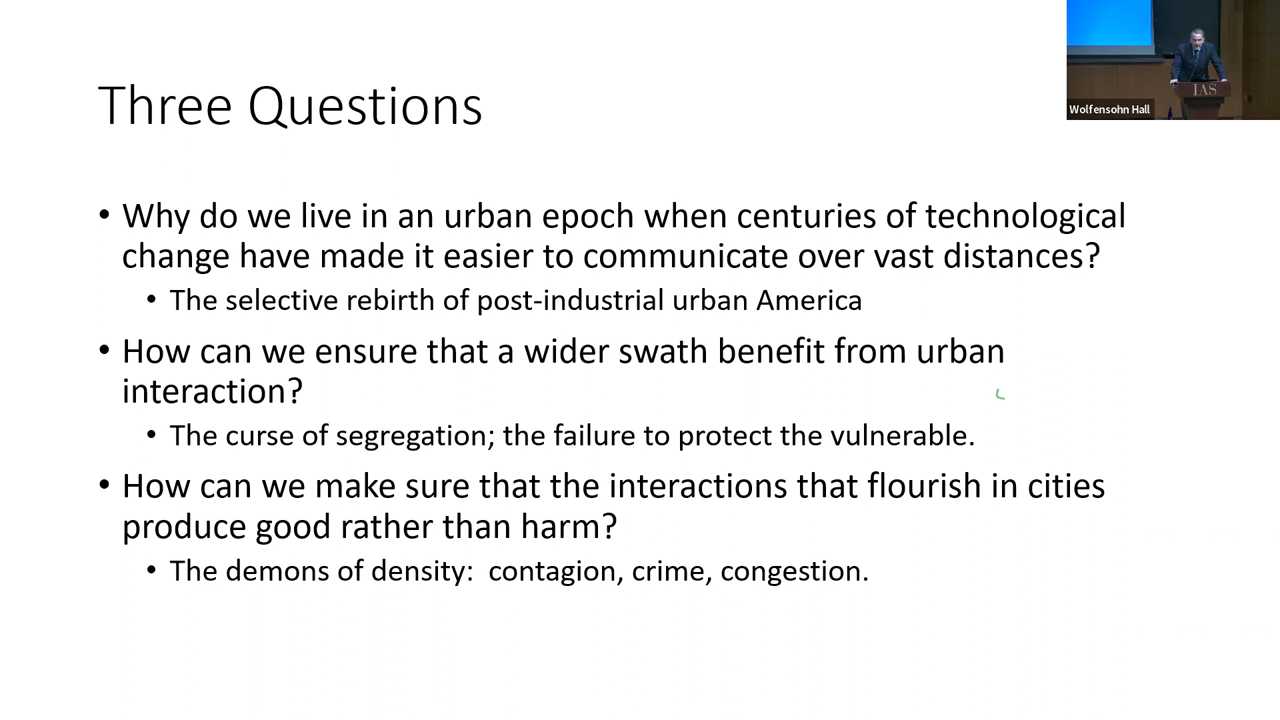 Three Questions
IAS
Wolfensohn Hall
• Why do we live in an urban epoch when centuries of technological
change have made it easier to communicate over vast distances?
• The selective rebirth of post-industrial urban America
• How can we ensure that a wider swath benefit from urban
interaction?
• The curse of segregation; the failure to protect the vulnerable.
• How can we make sure that the interactions that flourish in cities
produce good rather than harm?
• The demons of density:  contagion, crime, congestion.